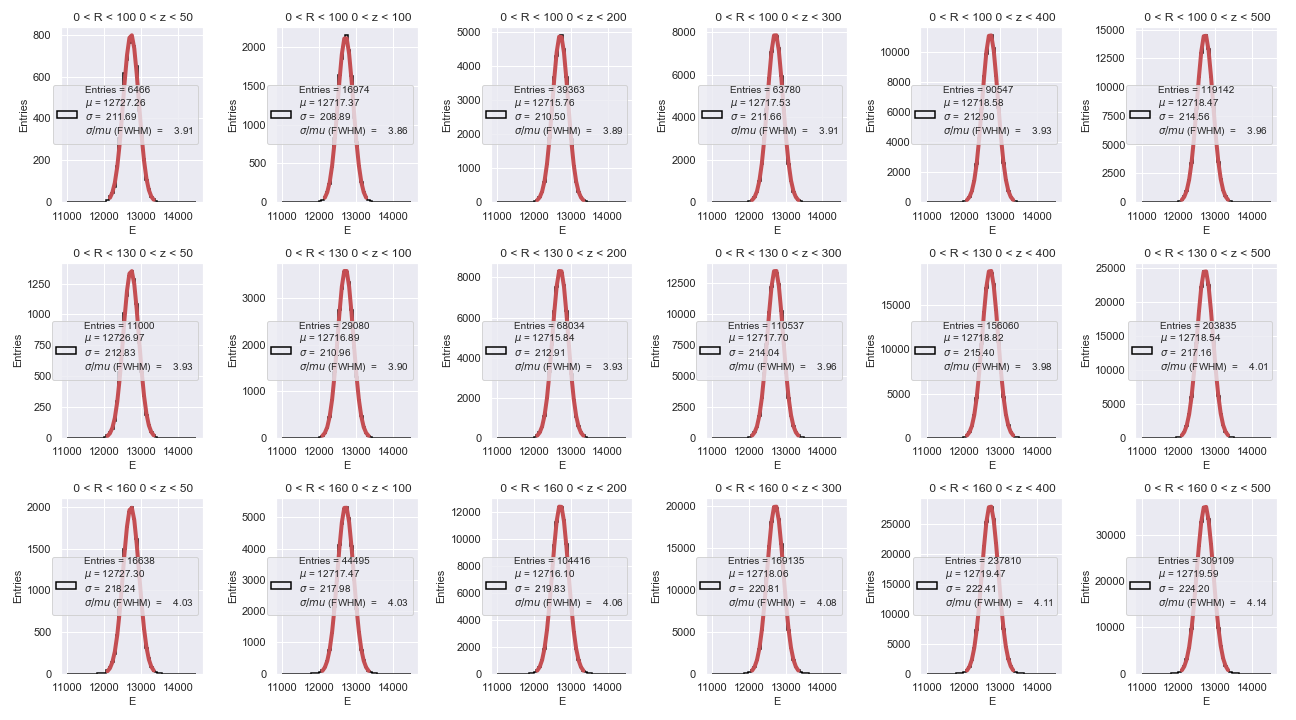 0 < R < 100 0 < z < 50
800
600
400
200
0
Entries
Entries = 6466
μ = 12727.26
σ = 211.69
σ/mu (FWHM) = 3.91
11000 12000 13000 14000
E
0 < R < 100 0 < z < 100
2000
1500
1000
500
0
Entries
Entries = 16974
μ = 12717.37
σ = 208.89
σ/mu (FWHM) = 3.86
11000 12000 13000 14000
E
0 < R < 100 0 < z < 200
5000
4000
3000
2000
1000
0
Entries
Entries = 39363
μ = 12715.76
σ = 210.50
σ/mu (FWHM) = 3.89
11000 12000 13000 14000
E
0 < R < 100 0 < z < 300
8000
6000
4000
2000
0
Entries
Entries = 63780
μ = 12717.53
σ = 211.66
σ/mu (FWHM) = 3.91
11000 12000 13000 14000
E
0 < R < 100 0 < z < 400
10000
8000
6000
4000
2000
0
Entries
Entries = 90547
μ = 12718.58
σ = 212.90
σ/mu (FWHM) = 3.93
11000 12000 13000 14000
E
0 < R < 100 0 < z < 500
15000
12500
10000
7500
5000
2500
0
Entries
Entries = 119142
μ = 12718.47
σ = 214.56
σ/mu (FWHM) = 3.96
11000 12000 13000 14000
E
0 < R < 130 0 < z < 50
1250
1000
750
500
250
0
Entries
Entries = 11000
μ = 12726.97
σ = 212.83
σ/mu (FWHM) = 3.93
11000 12000 13000 14000
E
0 < R < 130 0 < z < 100
3000
2000
1000
0
Entries
Entries = 29080
μ = 12716.89
σ = 210.96
σ/mu (FWHM) = 3.90
11000 12000 13000 14000
E
0 < R < 130 0 < z < 200
8000
6000
4000
2000
0
Entries
Entries = 68034
μ = 12715.84
σ = 212.91
σ/mu (FWHM) = 3.93
11000 12000 13000 14000
E
0 < R < 130 0 < z < 300
12500
10000
7500
5000
2500
0
Entries
Entries = 110537
μ = 12717.70
σ = 214.04
σ/mu (FWHM) = 3.96
11000 12000 13000 14000
E
0 < R < 130 0 < z < 400
15000
10000
5000
0
Entries
Entries = 156060
μ = 12718.82
σ = 215.40
σ/mu (FWHM) = 3.98
11000 12000 13000 14000
E
0 < R < 130 0 < z < 500
25000
20000
15000
10000
5000
0
Entries
Entries = 203835
μ = 12718.54
σ = 217.16
σ/mu (FWHM) = 4.01
11000 12000 13000 14000
E
0 < R < 160 0 < z < 50
2000
1500
1000
500
0
Entries
Entries = 16638
μ = 12727.30
σ = 218.24
σ/mu (FWHM) = 4.03
11000 12000 13000 14000
E
0 < R < 160 0 < z < 100
5000
4000
3000
2000
1000
0
Entries
Entries = 44495
μ = 12717.47
σ = 217.98
σ/mu (FWHM) = 4.03
11000 12000 13000 14000
E
0 < R < 160 0 < z < 200
12000
10000
8000
6000
4000
2000
0
Entries
Entries = 104416
μ = 12716.10
σ = 219.83
σ/mu (FWHM) = 4.06
11000 12000 13000 14000
E
0 < R < 160 0 < z < 300
20000
15000
10000
5000
0
Entries
Entries = 169135
μ = 12718.06
σ = 220.81
σ/mu (FWHM) = 4.08
11000 12000 13000 14000
E
0 < R < 160 0 < z < 400
25000
20000
15000
10000
5000
0
Entries
Entries = 237810
μ = 12719.47
σ = 222.41
σ/mu (FWHM) = 4.11
11000 12000 13000 14000
E
0 < R < 160 0 < z < 500
30000
20000
10000
0
Entries
Entries = 309109
μ = 12719.59
σ = 224.20
σ/mu (FWHM) = 4.14
11000 12000 13000 14000
E